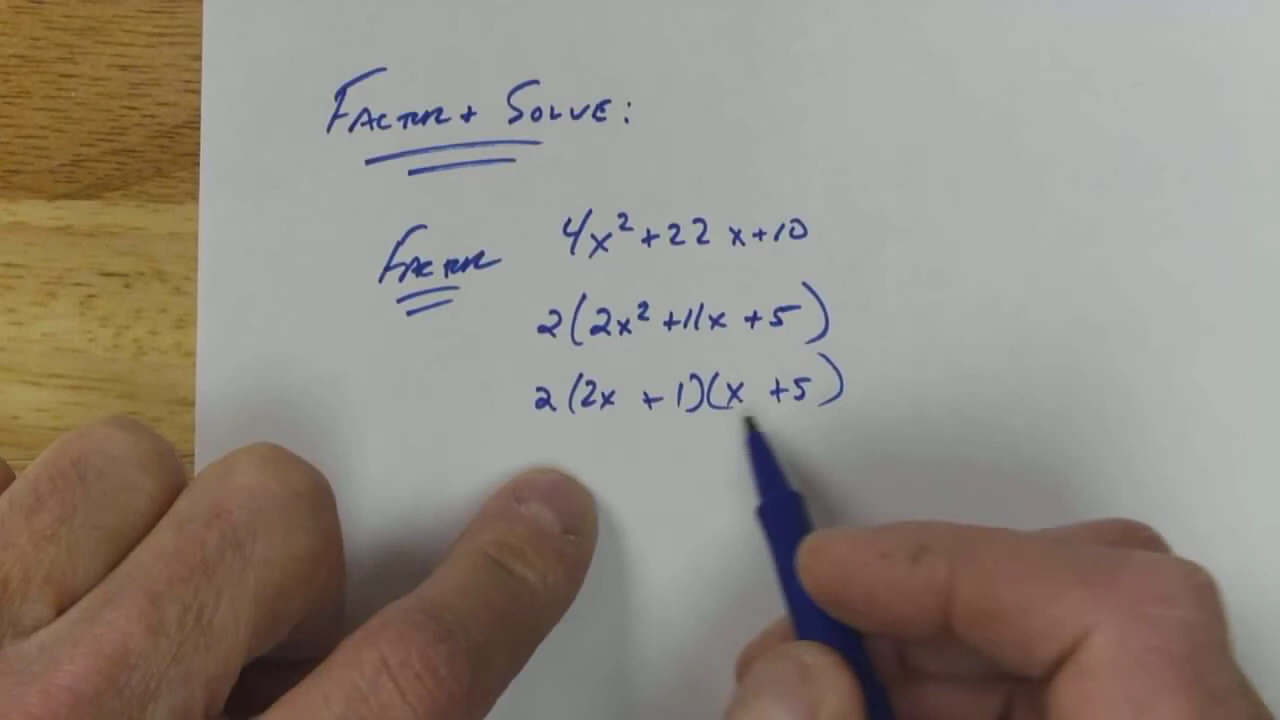 FACTOR + SOLVE:
FACTOR 4x²+22x+10
2(2x²+11x+5)
2(2x+1)(x+5)